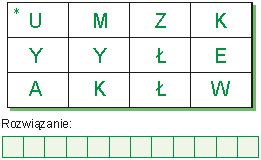 * U M Z K
Y Y Ł E
A K Ł W
Rozwiązanie: